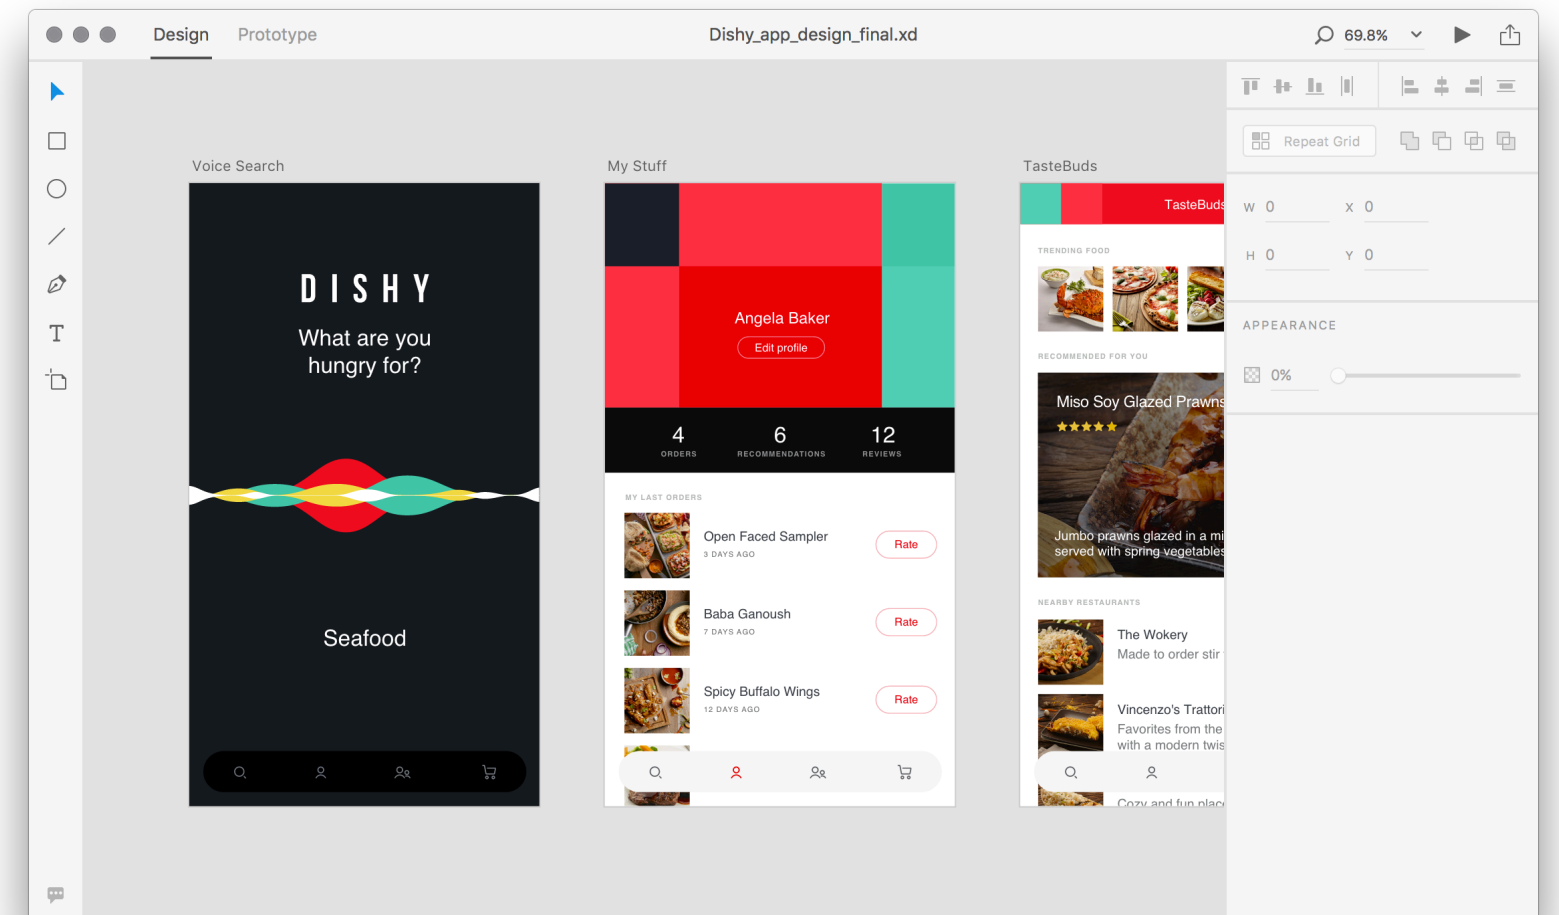 Design Prototype
Dishy_app_design_final.xd
69.8%
Repeat Grid
W 0 X 0
H 0 Y 0
APPEARANCE
0%
T
Voice Search
DISHY
What are you
hungry for?
Seafood
My Stuff
Angela Baker
Edit profile
4 6 12
ORDERS RECOMMENDATIONS REVIEWS
MY LAST ORDERS
Open Faced Sampler
3 DAYS AGO
Rate
Baba Ganoush
7 DAYS AGO
Rate
Spicy Buffalo Wings
12 DAYS AGO
Rate
TasteBuds
TasteBuds
TRENDING FOOD
RECOMMENDED FOR YOU
Miso Soy Glazed Prawns
Jumbo prawns glazed in a mi
served with spring vegetables
NEARBY RESTAURANTS
The Wokery
Made to order stir
Vincenzo's Trattori
Favorites from the
with a modern twis
Cozy and fun place